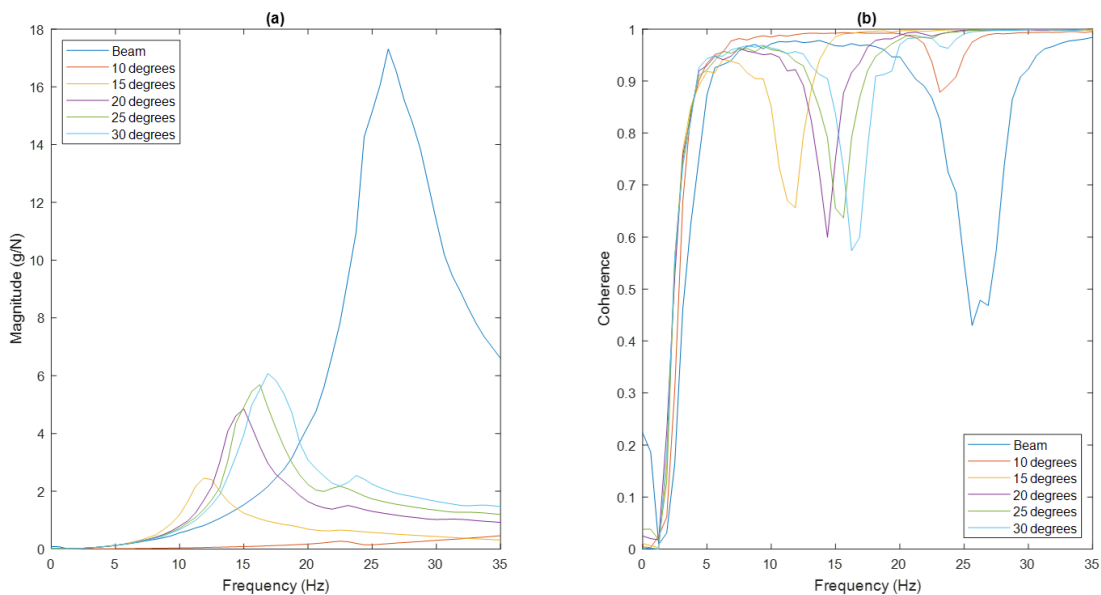 (a)
18
16
14
12
10
8
6
4
2
0
Magnitude (g/N)
Beam
10 degrees
15 degrees
20 degrees
25 degrees
30 degrees
0 5 10 15 20 25 30 35
Frequency (Hz)
(b)
1
0.9
0.8
0.7
0.6
0.5
0.4
0.3
0.2
0.1
0
Coherence
Beam
10 degrees
15 degrees
20 degrees
25 degrees
30 degrees
0 5 10 15 20 25 30 35
Frequency (Hz)